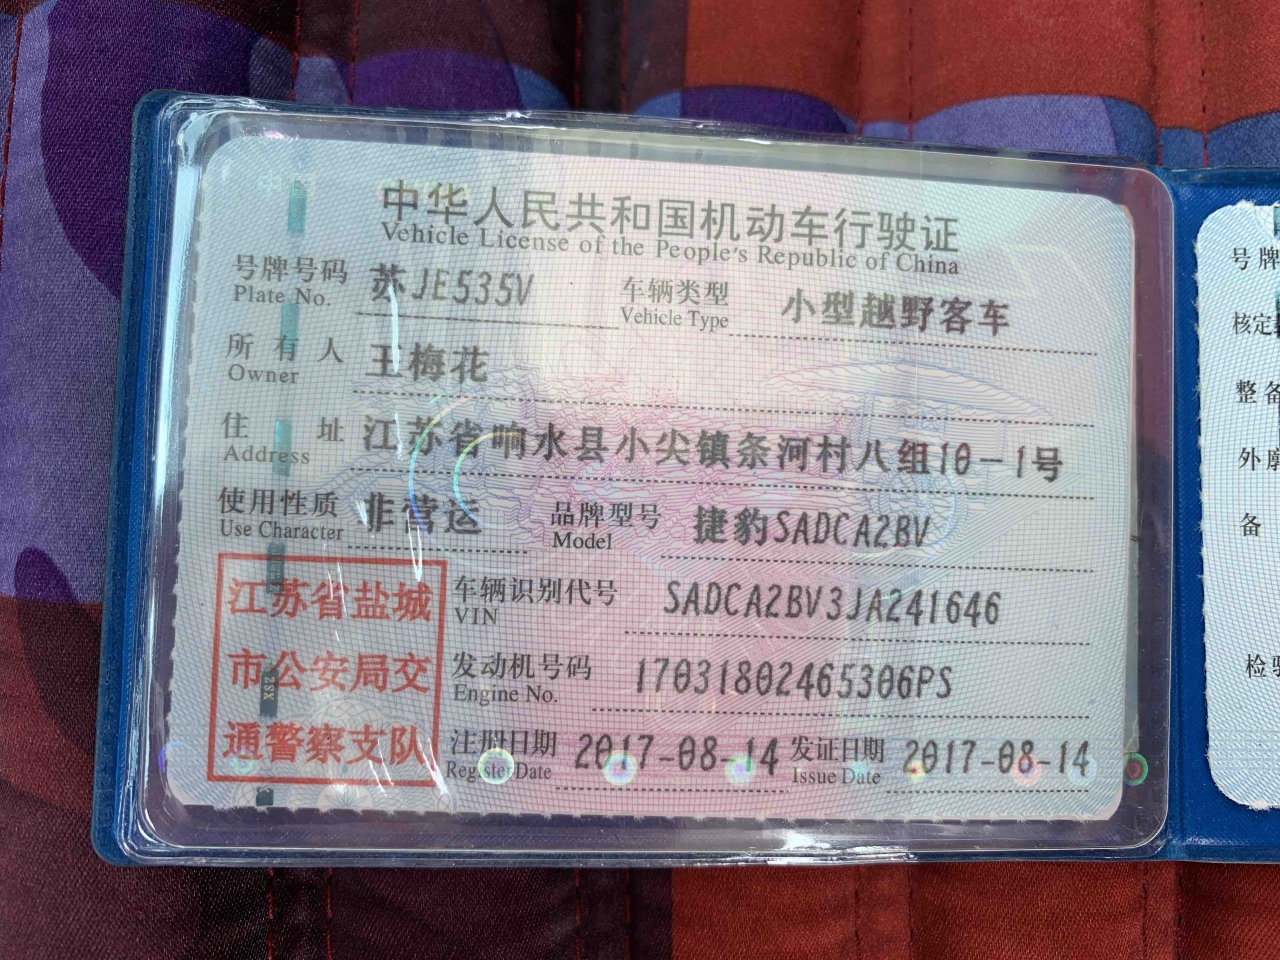 中华人民共和国机动车行驶证
Vehicle License of the People's Republic of China
号牌号码 苏JE535V 车辆类型 小型越野客车
Plate No. Vehicle Type
所有人 王梅花
Owner
住址 江苏省响水县小尖镇条河村八组10-1号
Address
使用性质 非营运 品牌型号 捷豹SADCA2BV
Use Character Model
江苏省盐城
市公安局交
通警察支队
车辆识别代号 SADCA2BV3JA241646
VIN
发动机号码 17031802465306PS
Engine No.
注册日期 2017-08-14 发证日期 2017-08-14
Register Date Issue Date
号牌
核定
整备
外廓
备
检验